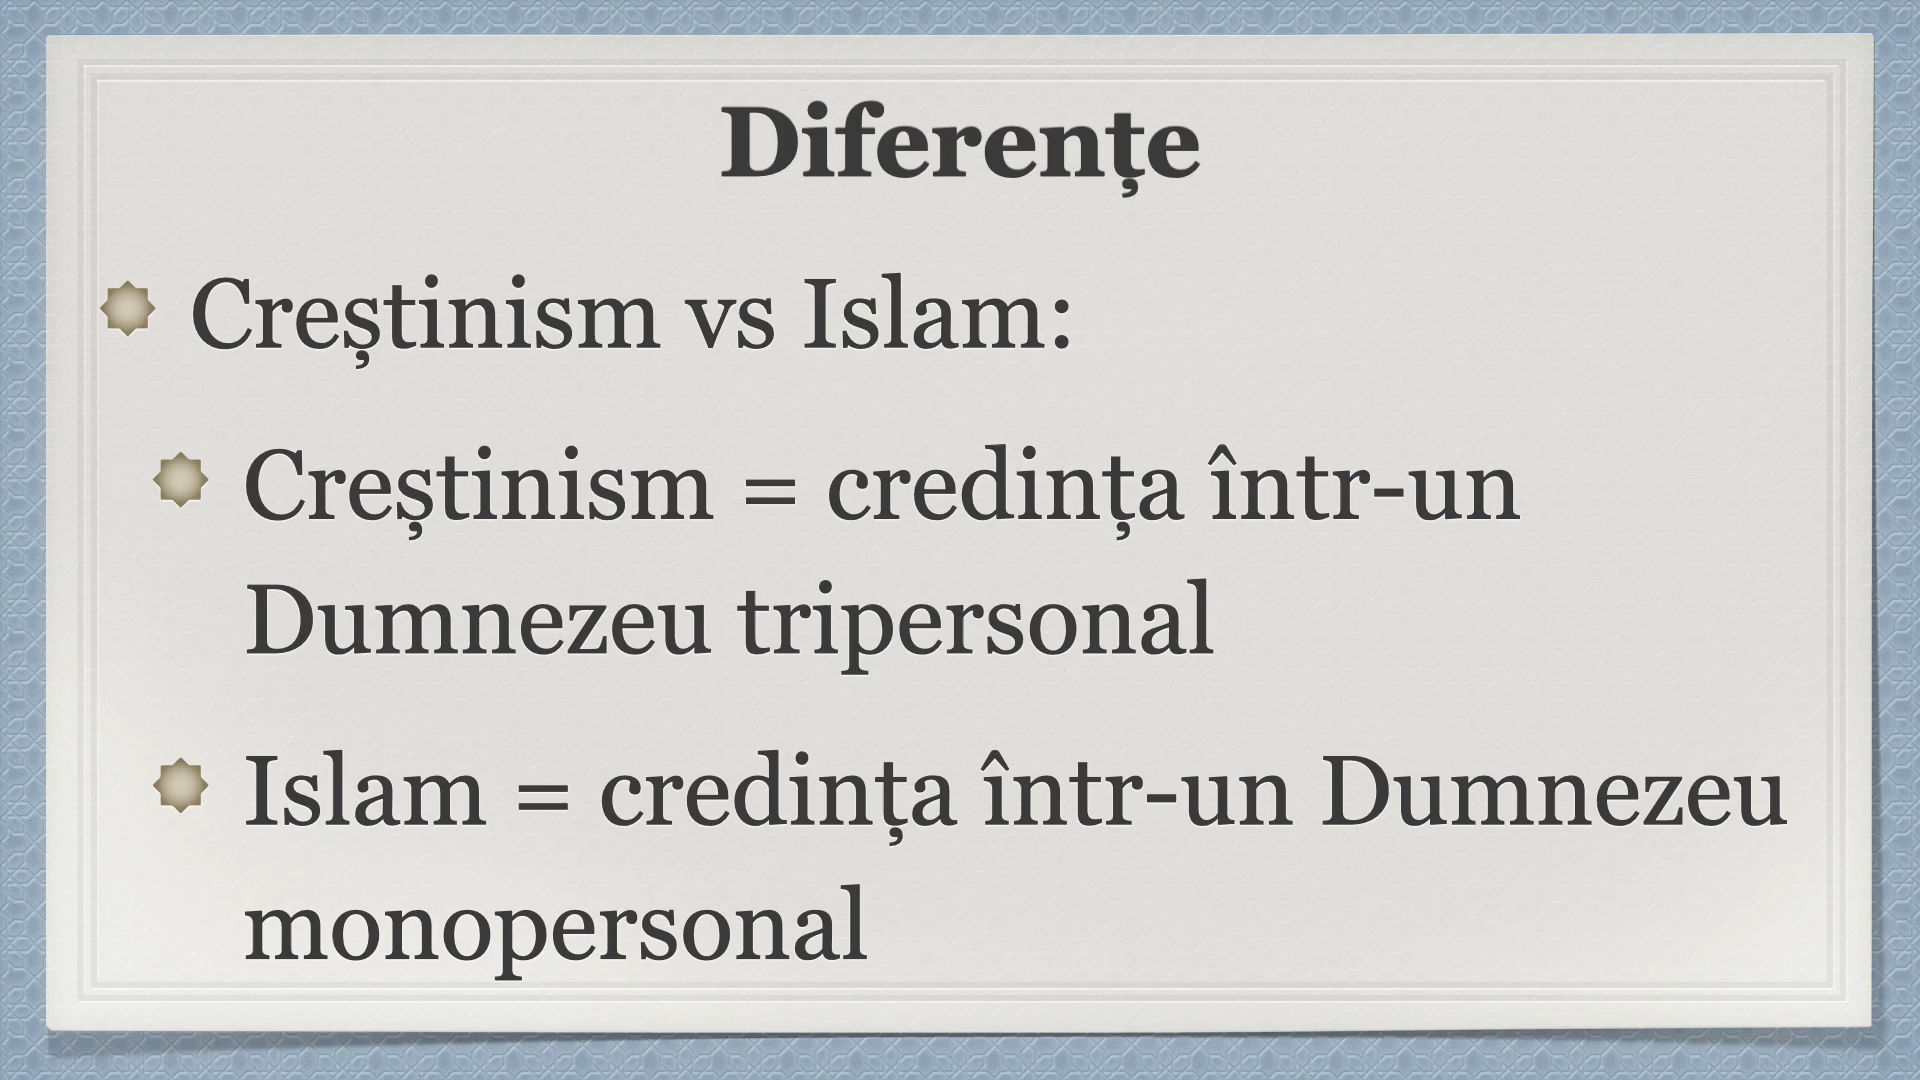 Diferențe
Creștinism vs Islam:
Creștinism = credința într-un
Dumnezeu tripersonal
Islam = credința într-un Dumnezeu
monopersonal